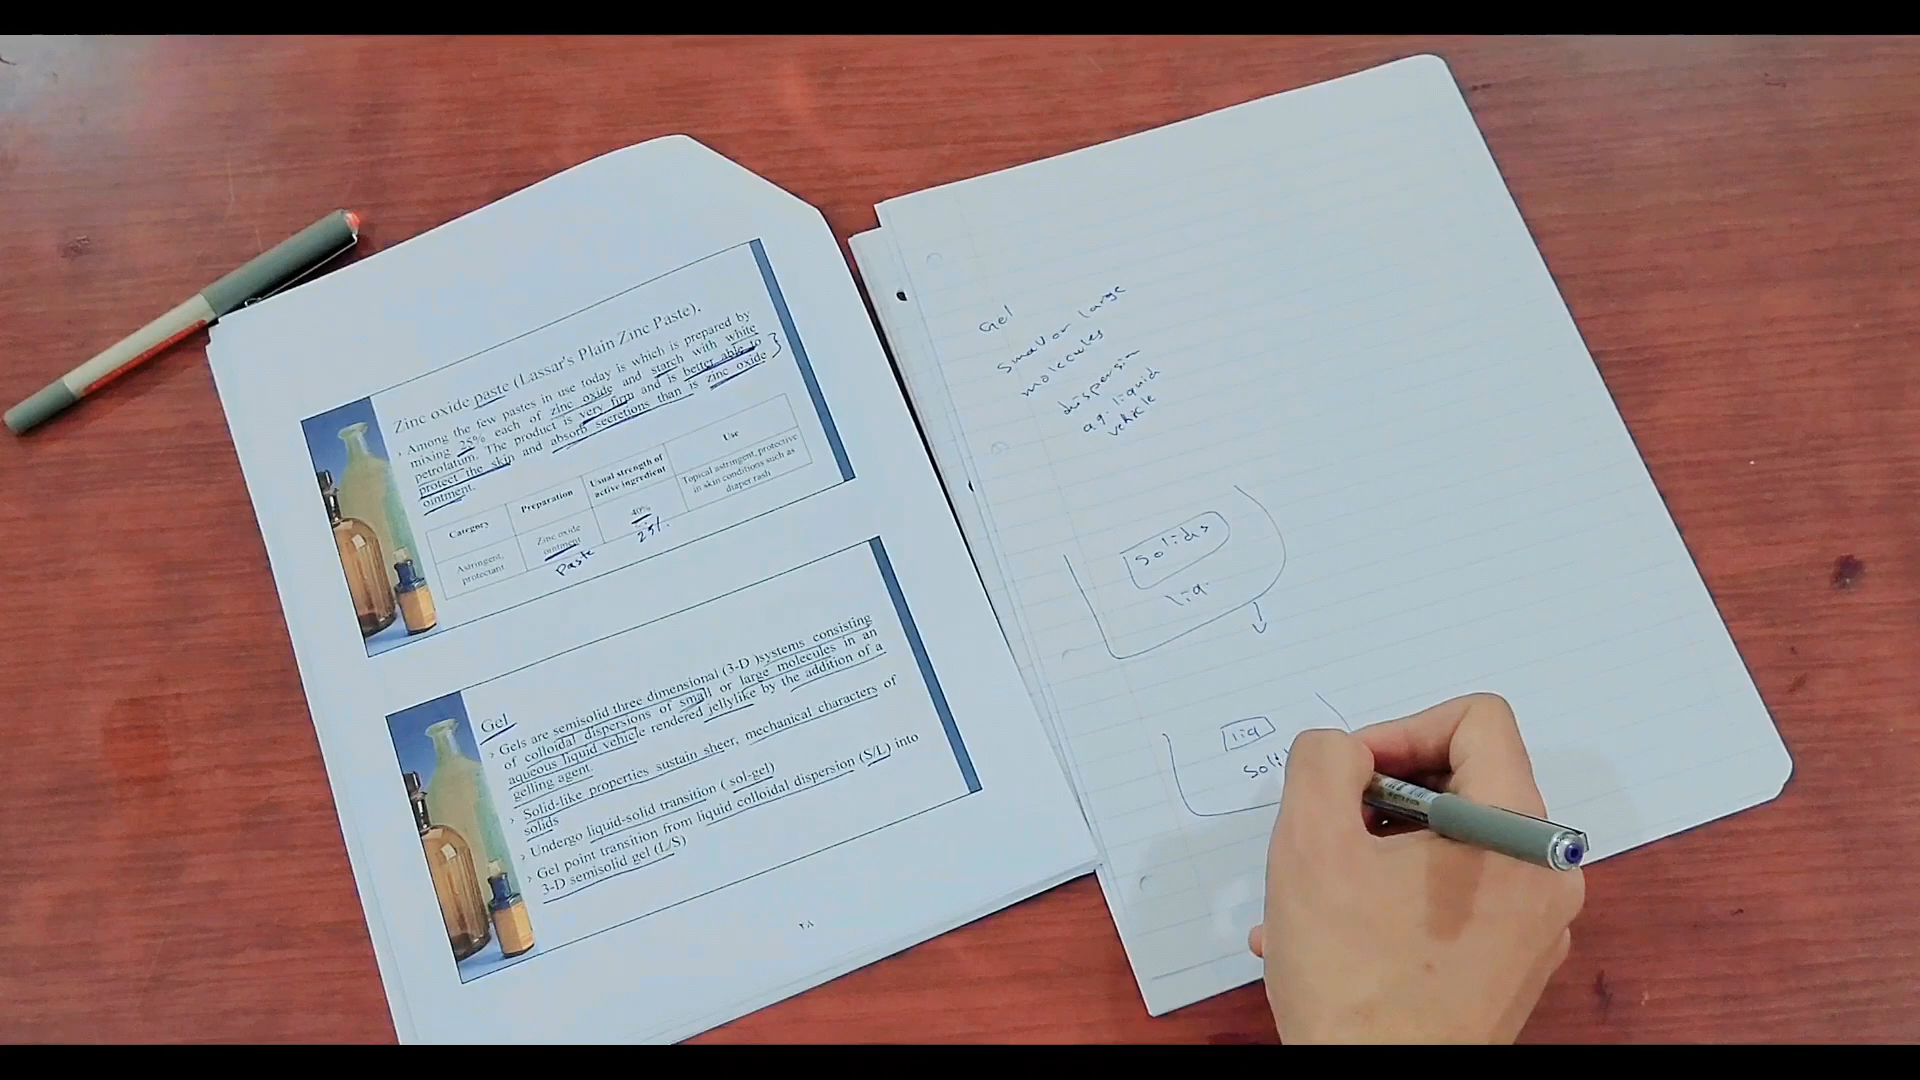 Zinc oxide paste (Lassar's Plain Zinc Paste).
Among the few pastes in use today is which is prepared by
mixing 25% each of zinc oxide and starch with white
petrolatum. The product is very firm and is better able to
protect the skin and absorb secretions than is zinc oxide
ointment.
Category Preparation Usual strength of active ingredient Use
Astringent, protectant Zinc oxide ointment 40% Topical astringent, protective in skin conditions such as diaper rash
Paste 25%
Gel
› Gels are semisolid three dimensional (3-D )systems consisting
of colloidal dispersions of small or large molecules in an
aqueous liquid vehicle rendered jellylike by the addition of a
gelling agent.
› Solid-like properties sustain sheer, mechanical characters of
solids
› Undergo liquid-solid transition ( sol-gel)
› Gel point transition from liquid colloidal dispersion (S/L) into
3-D semisolid gel (L/S)
٢٨
Gel
small or large
molecules
dispersion
aq. liquid
vehicle
solids
liq.
liq